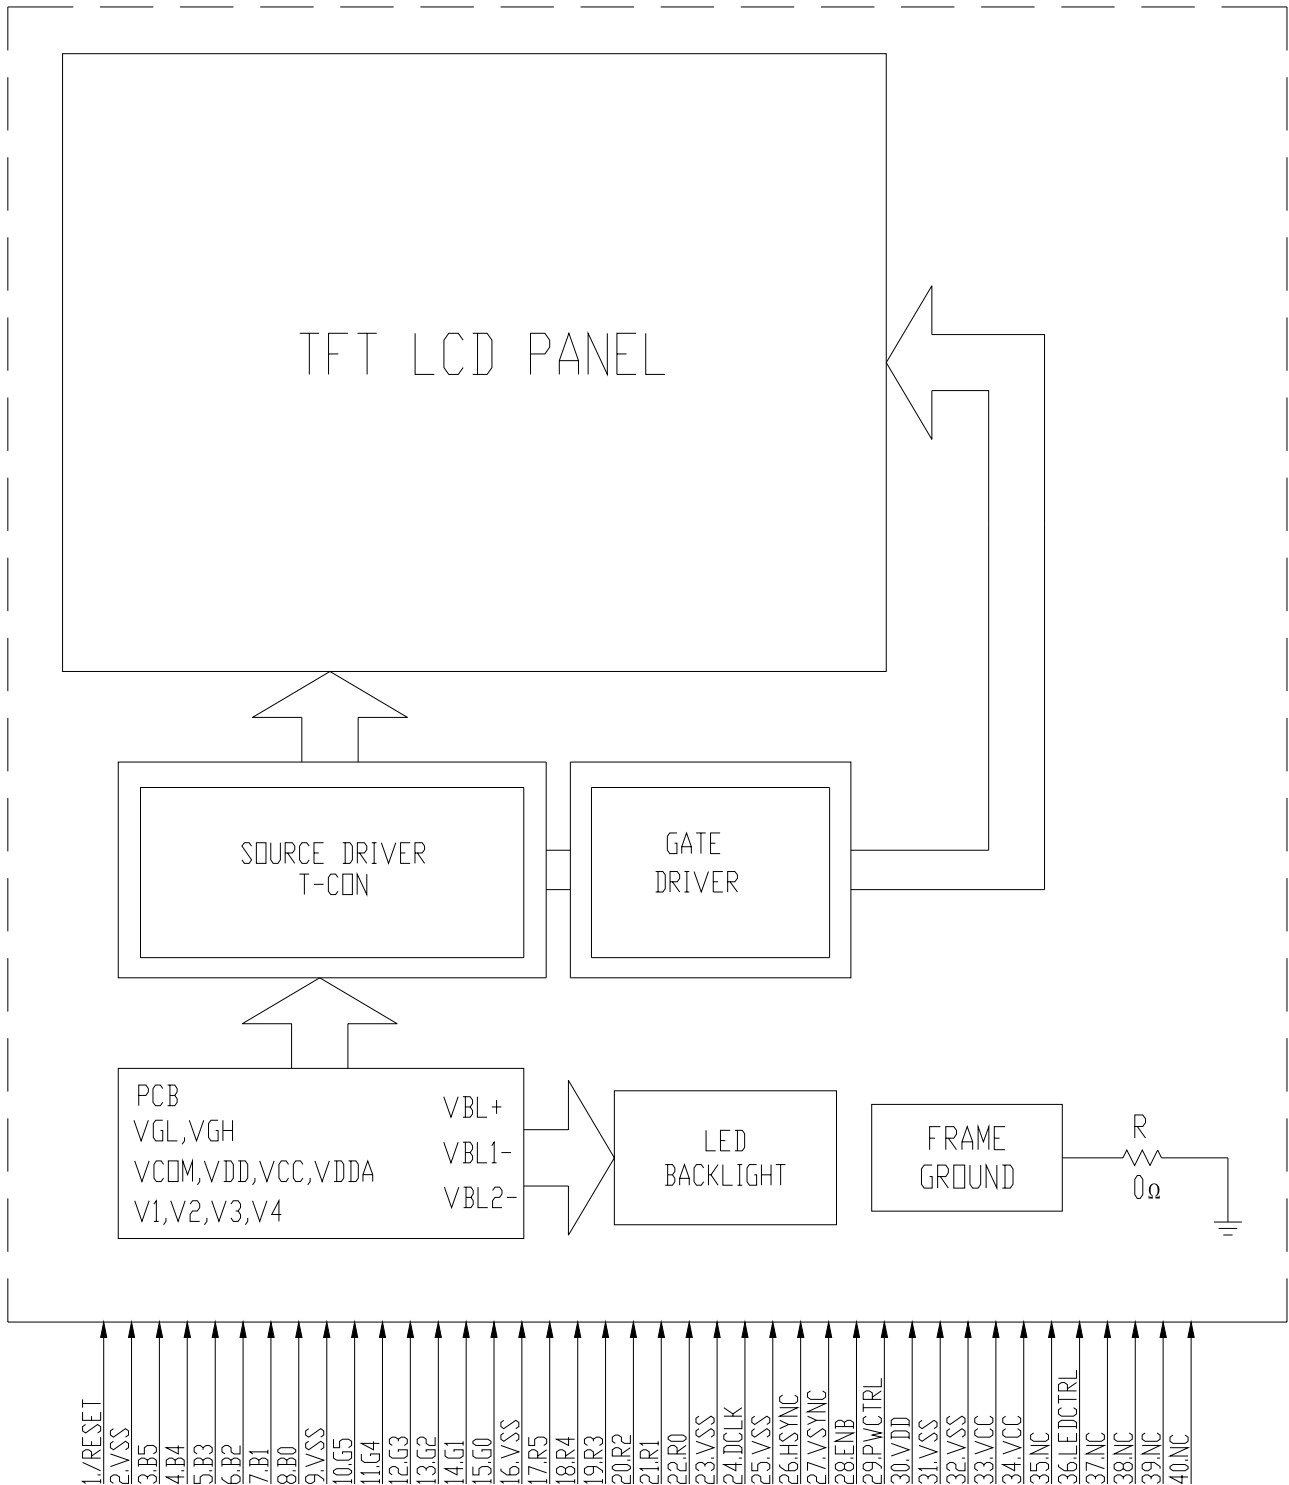 TFT LCD PANEL
SOURCE DRIVER
T-CON
GATE
DRIVER
PCB
VGL,VGH
VCOM,VDD,VCC,VDDA
V1,V2,V3,V4
VBL+
VBL1-
VBL2-
LED
BACKLIGHT
FRAME
GROUND
R
0Ω
1./RESET
2.VSS
3.B5
4.B4
5.B3
6.B2
7.B1
8.B0
9.VSS
10.G5
11.G4
12.G3
13.G2
14.G1
15.G0
16.VSS
17.R5
18.R4
19.R3
20.R2
21.R1
22.R0
23.VSS
24.DCLK
25.VSS
26.HSYNC
27.VSYNC
28.ENB
29.PWCTRL
30.VDD
31.VSS
32.VSS
33.VCC
34.VCC
35.NC
36.LEDCTRL
37.NC
38.NC
39.NC
40.NC